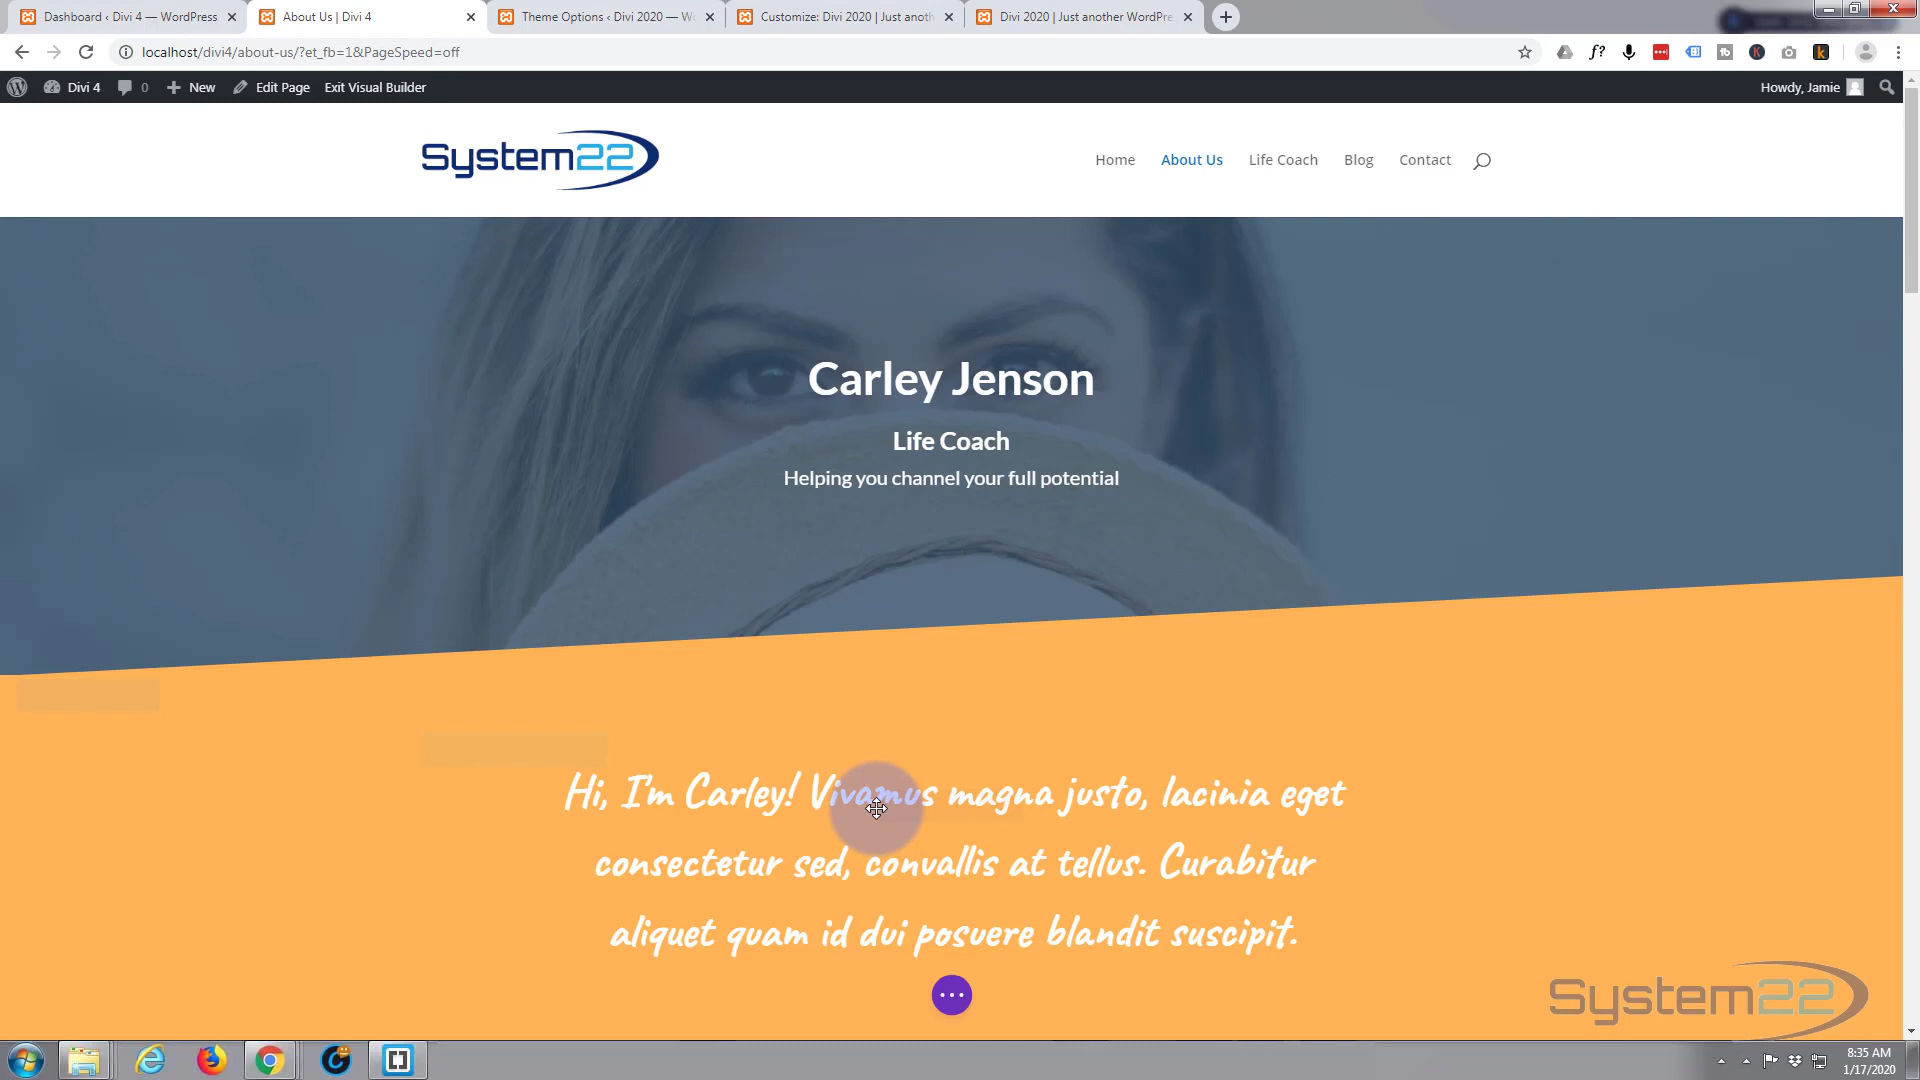 Dashboard ‹ Divi 4 — WordPress
About Us | Divi 4
Theme Options ‹ Divi 2020 — Wo
Customize: Divi 2020 | Just anoth
Divi 2020 | Just another WordPre
localhost/divi4/about-us/?et_fb=1&PageSpeed=off
f?
tb
K
k
Divi 4
0
New
Edit Page
Exit Visual Builder
Howdy, Jamie
System22
Home
About Us
Life Coach
Blog
Contact
Carley Jenson
Life Coach
Helping you channel your full potential
Hi, I'm Carley! Vivamus magna justo, lacinia eget
consectetur sed, convallis at tellus. Curabitur
aliquet quam id dui posuere blandit suscipit.
System22
8:35 AM
1/17/2020